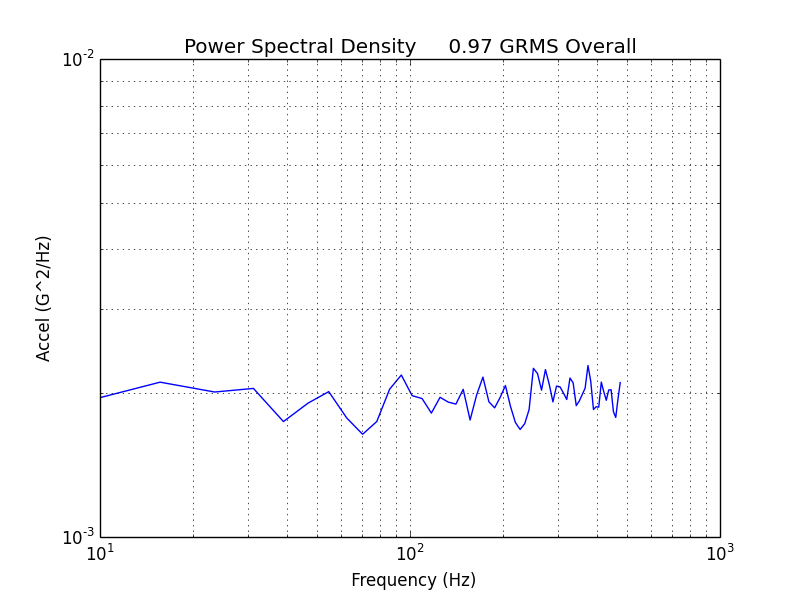 Power Spectral Density 0.97 GRMS Overall
10^-2
Accel (G^2/Hz)
10^-3
10^1 10^2 10^3
Frequency (Hz)